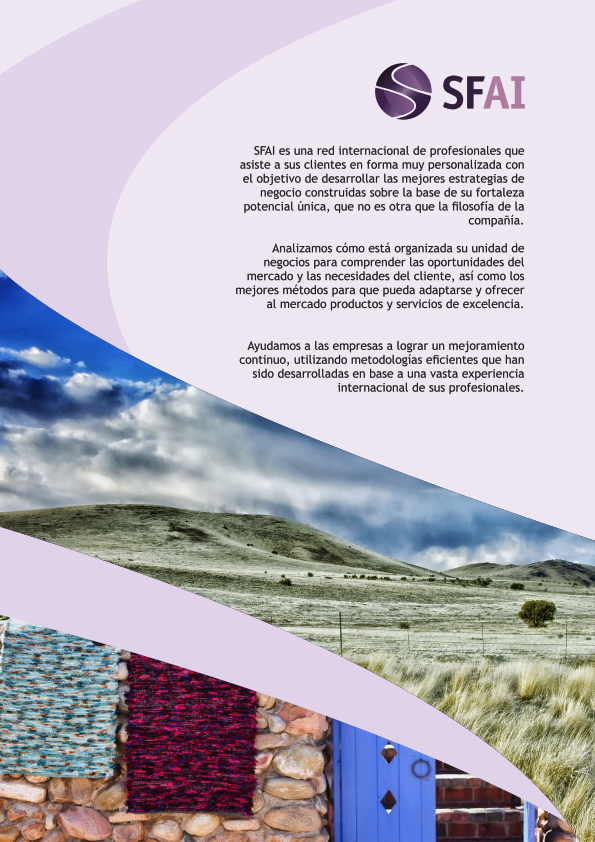 SFAI
SFAI es una red internacional de profesionales que
asiste a sus clientes en forma muy personalizada con
el objetivo de desarrollar las mejores estrategias de
negocio construidas sobre la base de su fortaleza
potencial única, que no es otra que la filosofía de la
compañía.
Analizamos cómo está organizada su unidad de
negocios para comprender las oportunidades del
mercado y las necesidades del cliente, así como los
mejores métodos para que pueda adaptarse y ofrecer
al mercado productos y servicios de excelencia.
Ayudamos a las empresas a lograr un mejoramiento
continuo, utilizando metodologías eficientes que han
sido desarrolladas en base a una vasta experiencia
internacional de sus profesionales.